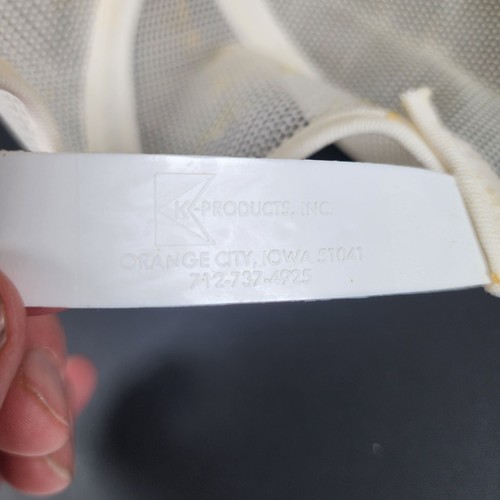 K-PRODUCTS, INC.
ORANGE CITY, IOWA 51041
712-737-4925